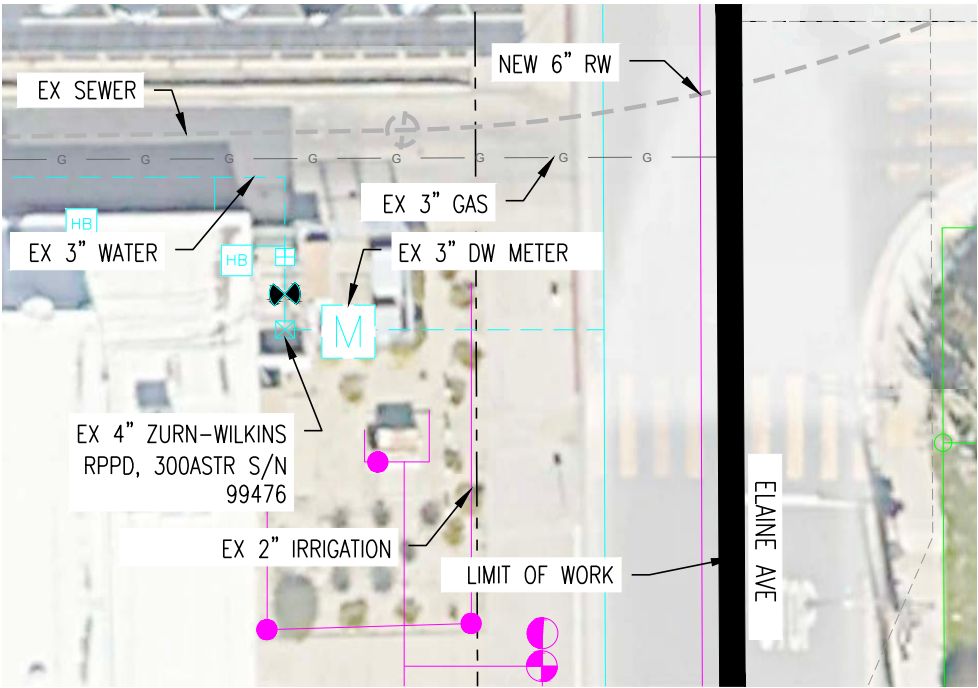 NEW 6" RW
EX SEWER
G G G G G G G G
EX 3" GAS
HB
EX 3" WATER
HB
EX 3" DW METER
M
EX 4" ZURN-WILKINS
RPPD, 300ASTR S/N
99476
EX 2" IRRIGATION
LIMIT OF WORK
ELAINE AVE